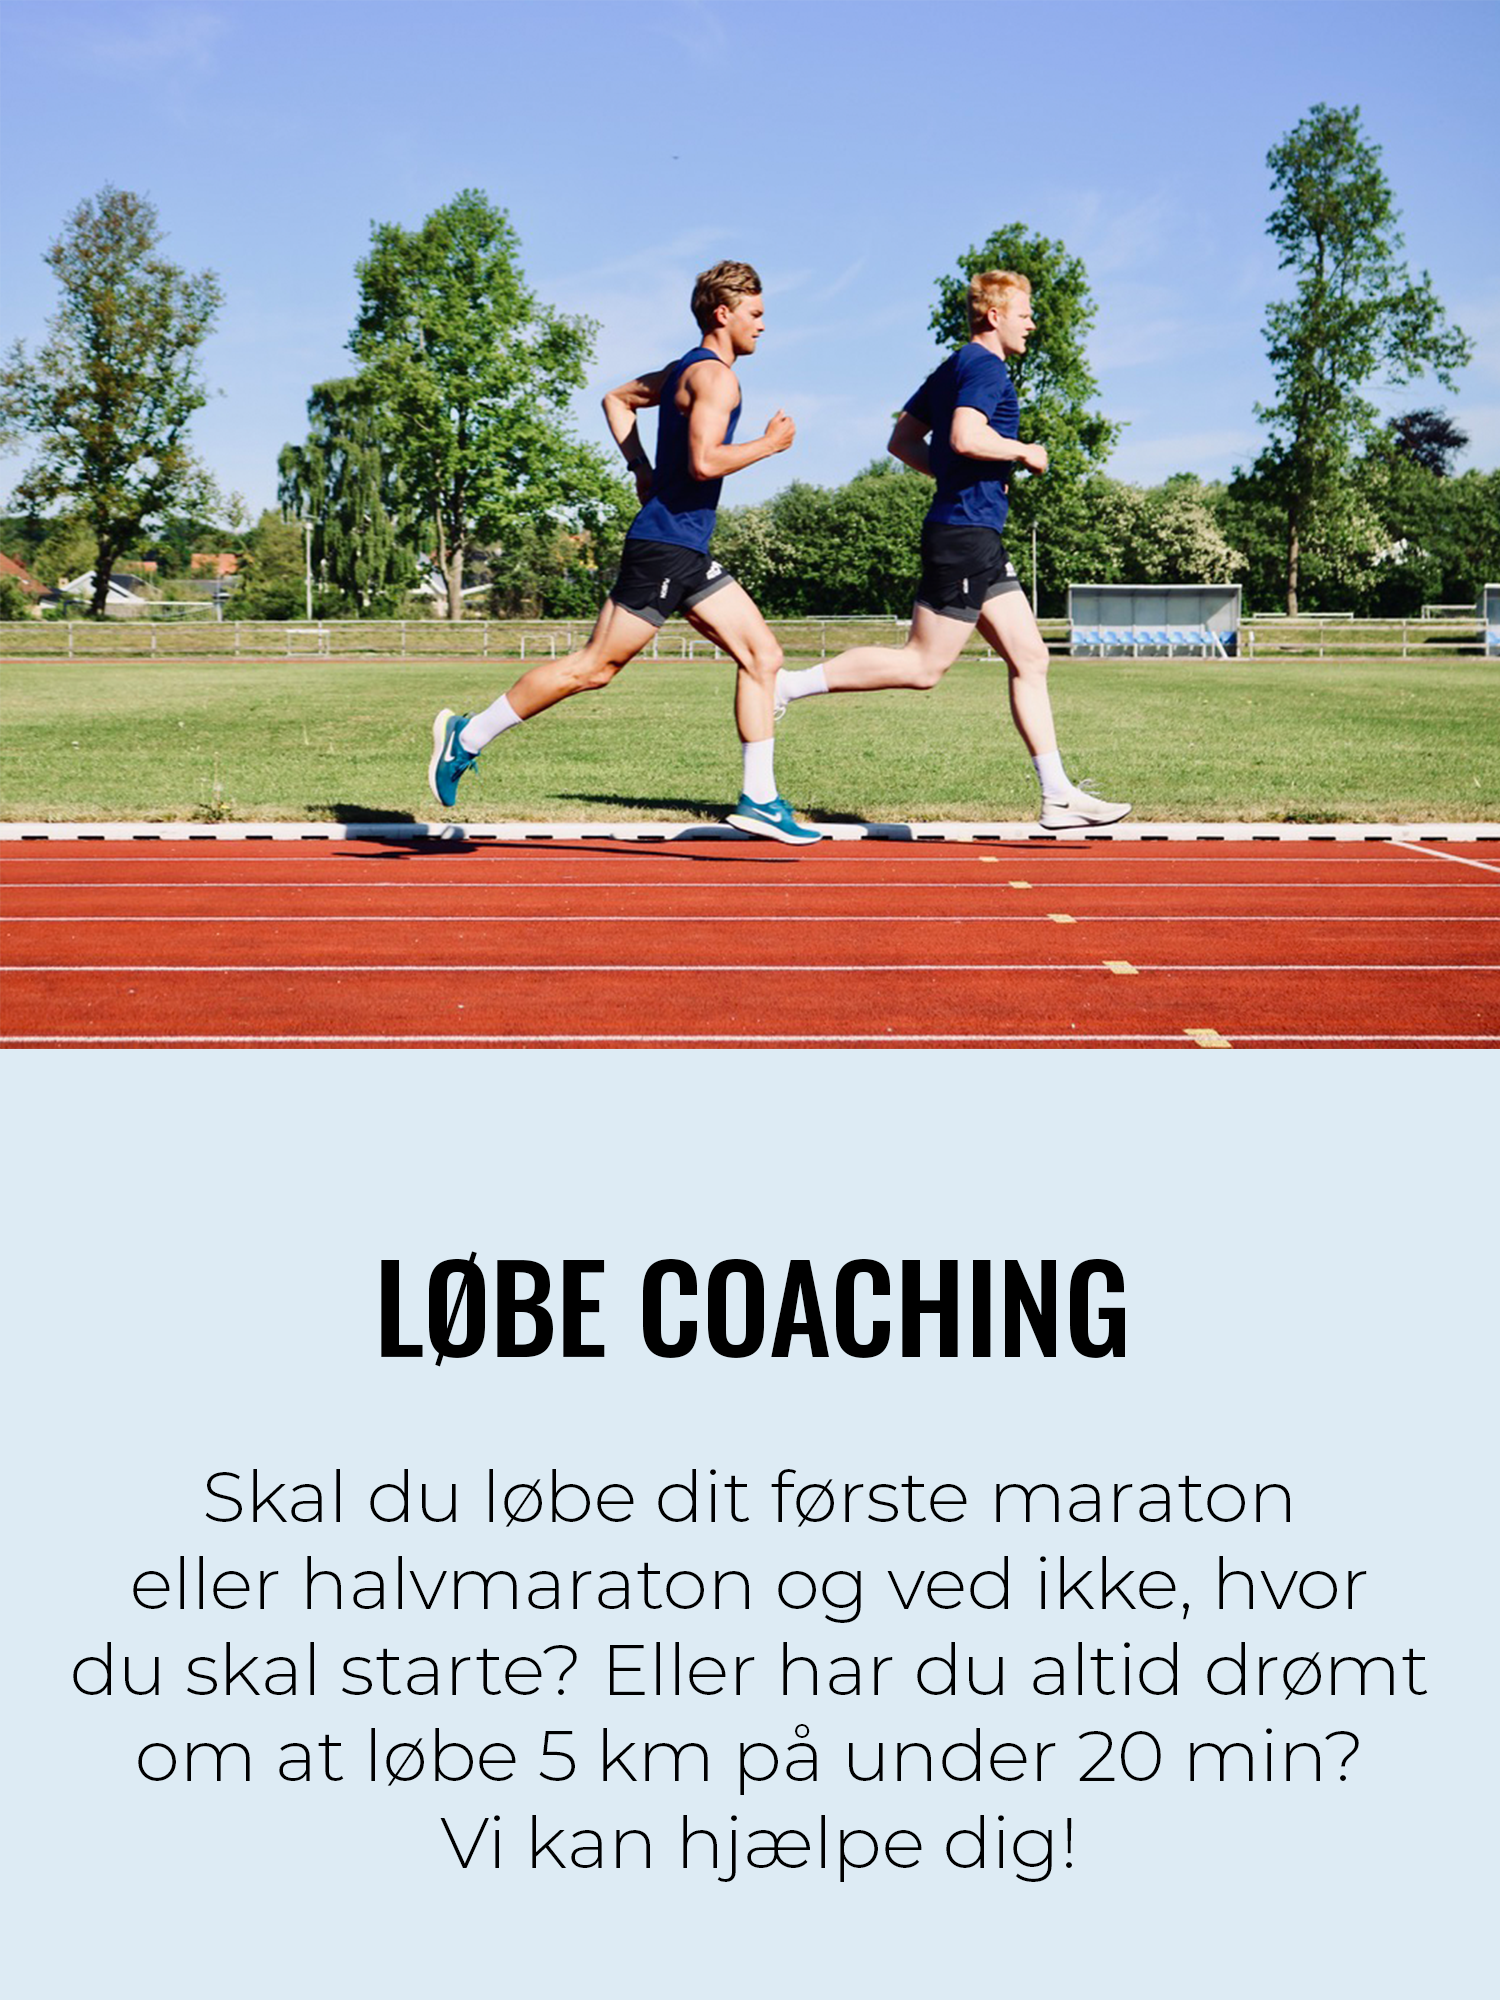 LØBE COACHING
Skal du løbe dit første maraton
eller halvmaraton og ved ikke, hvor
du skal starte? Eller har du altid drømt
om at løbe 5 km på under 20 min?
Vi kan hjælpe dig!